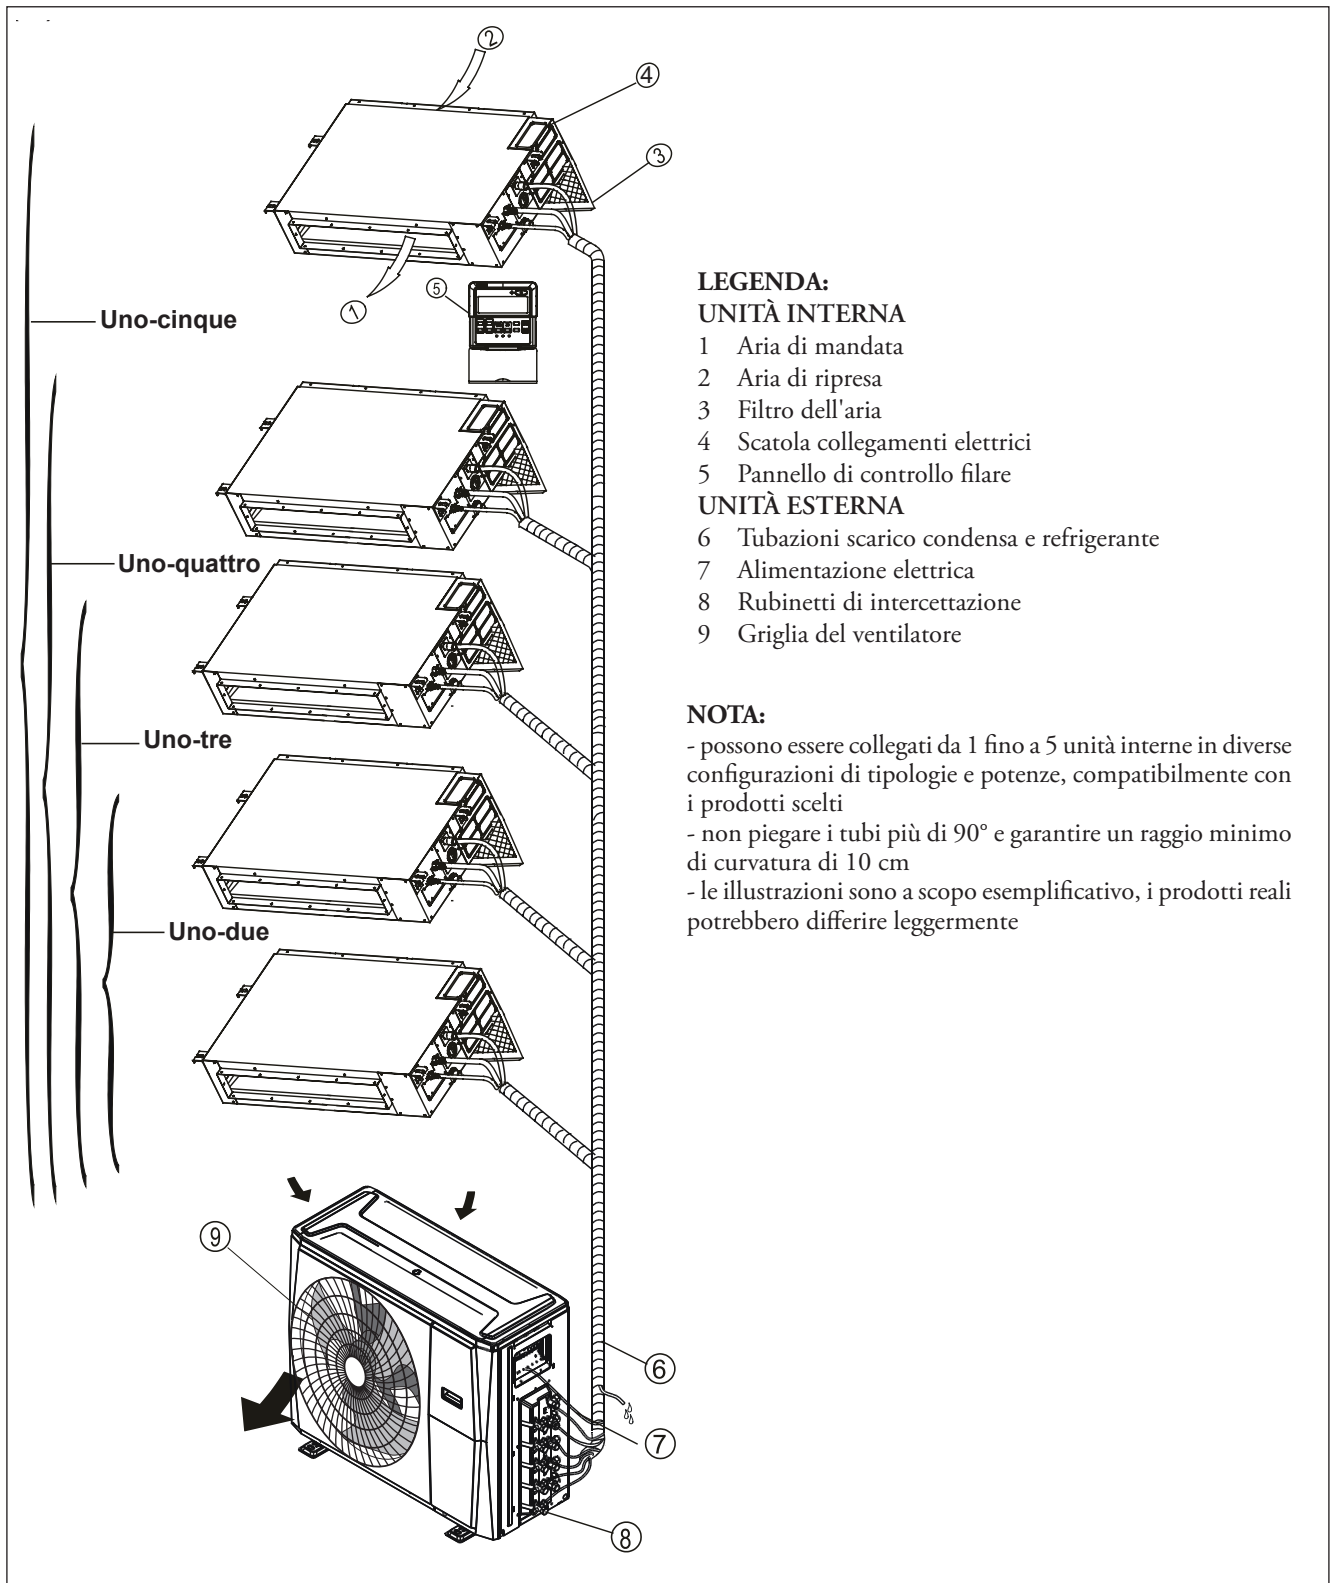 2
4
3
1
5
Uno-cinque
Uno-quattro
Uno-tre
Uno-due
9
6
7
8
LEGENDA:
UNITÀ INTERNA
1 Aria di mandata
2 Aria di ripresa
3 Filtro dell'aria
4 Scatola collegamenti elettrici
5 Pannello di controllo filare
UNITÀ ESTERNA
6 Tubazioni scarico condensa e refrigerante
7 Alimentazione elettrica
8 Rubinetti di intercettazione
9 Griglia del ventilatore
NOTA:
- possono essere collegati da 1 fino a 5 unità interne in diverse
configurazioni di tipologie e potenze, compatibilmente con
i prodotti scelti
- non piegare i tubi più di 90° e garantire un raggio minimo
di curvatura di 10 cm
- le illustrazioni sono a scopo esemplificativo, i prodotti reali
potrebbero differire leggermente